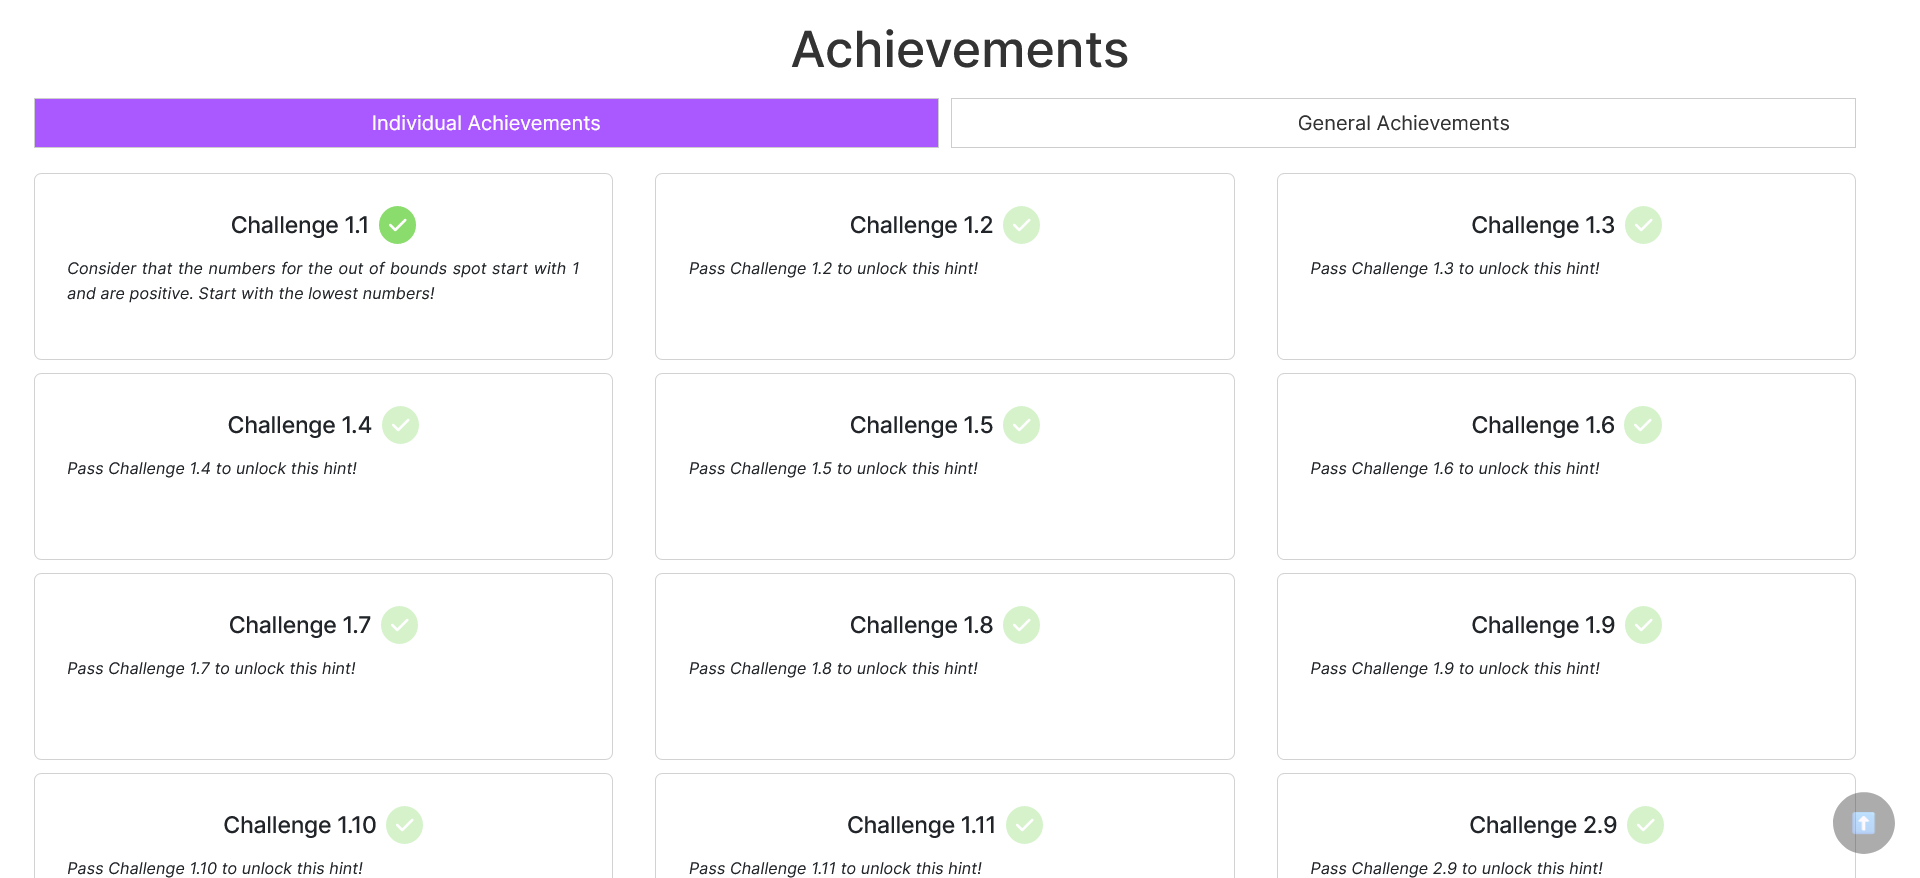 Achievements
Individual Achievements
General Achievements
Challenge 1.1
Consider that the numbers for the out of bounds spot start with 1
and are positive. Start with the lowest numbers!
Challenge 1.2
Pass Challenge 1.2 to unlock this hint!
Challenge 1.3
Pass Challenge 1.3 to unlock this hint!
Challenge 1.4
Pass Challenge 1.4 to unlock this hint!
Challenge 1.5
Pass Challenge 1.5 to unlock this hint!
Challenge 1.6
Pass Challenge 1.6 to unlock this hint!
Challenge 1.7
Pass Challenge 1.7 to unlock this hint!
Challenge 1.8
Pass Challenge 1.8 to unlock this hint!
Challenge 1.9
Pass Challenge 1.9 to unlock this hint!
Challenge 1.10
Pass Challenge 1.10 to unlock this hint!
Challenge 1.11
Pass Challenge 1.11 to unlock this hint!
Challenge 2.9
Pass Challenge 2.9 to unlock this hint!